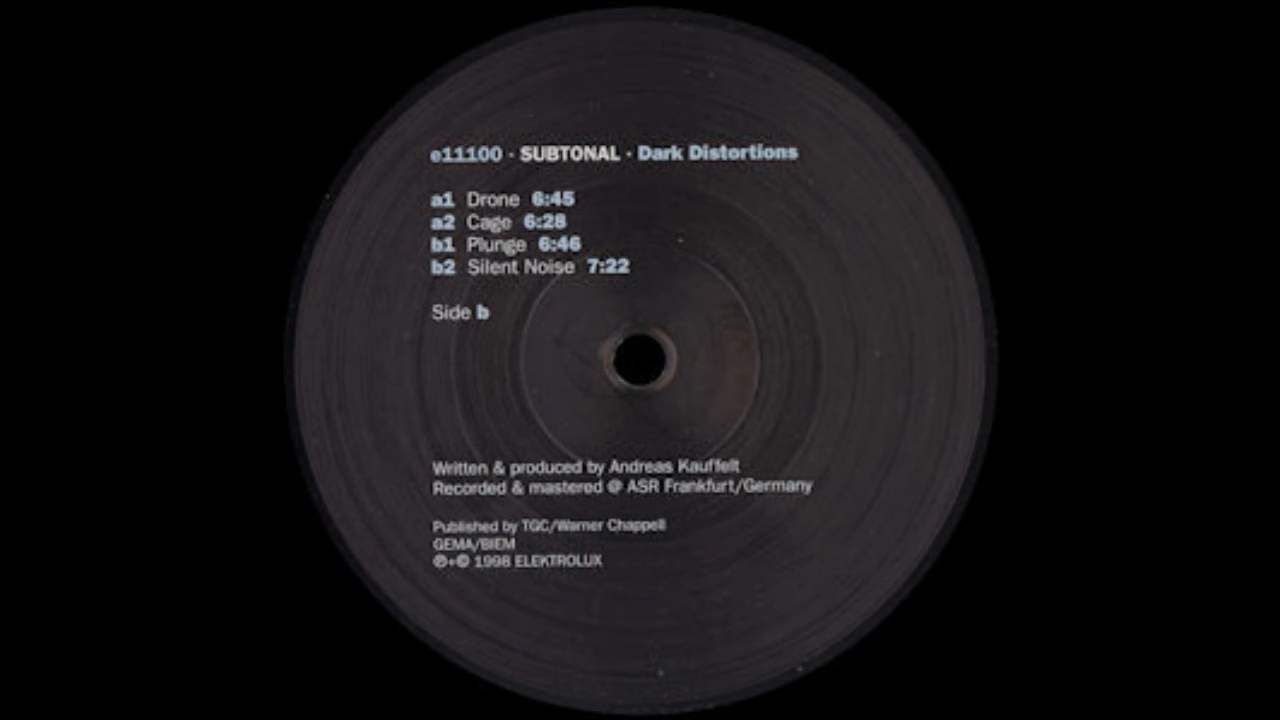 e11100 · SUBTONAL · Dark Distortions
a1 Drone 6:45
a2 Cage 6:28
b1 Plunge 6:46
b2 Silent Noise 7:22
Side b
Written & produced by Andreas Kauffelt
Recorded & mastered @ ASR Frankfurt/Germany
Published by TGC/Warner Chappell
GEMA/BIEM
℗+© 1998 ELEKTROLUX